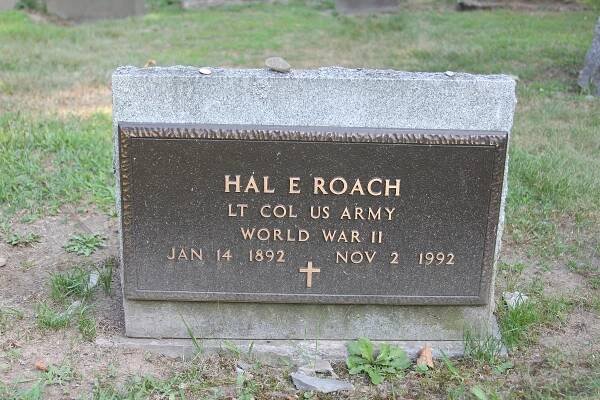 HAL E ROACH
LT COL US ARMY
WORLD WAR II
JAN 14 1892 NOV 2 1992